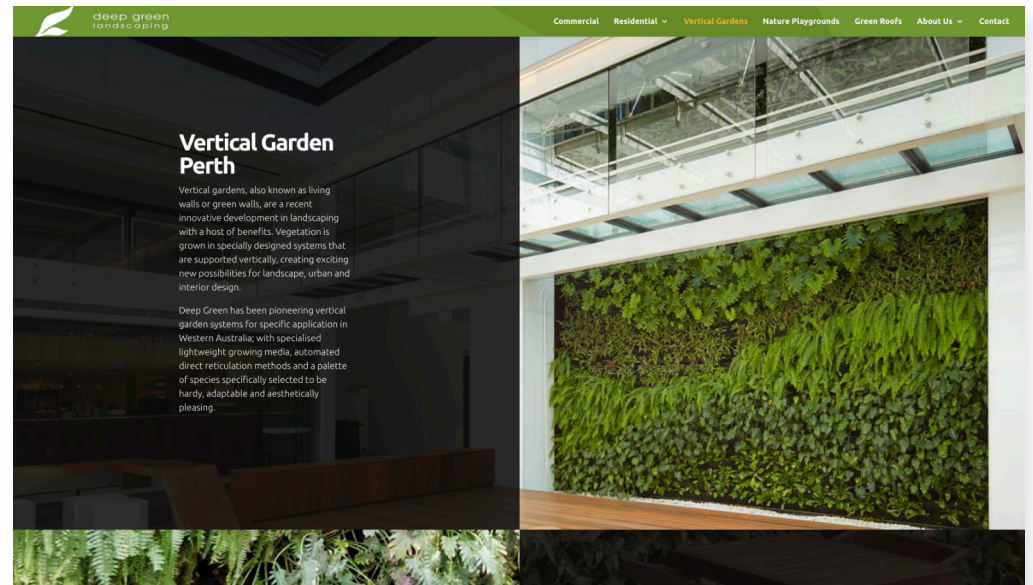 deep green
landscaping
Commercial
Residential
Vertical Gardens
Nature Playgrounds
Green Roofs
About Us
Contact
Vertical Garden
Perth
Vertical gardens, also known as living
walls or green walls, are a recent
innovative development in landscaping
with a host of benefits. Vegetation is
grown in specially designed systems that
are supported vertically, creating exciting
new possibilities for landscape, urban and
interior design.
Deep Green has been pioneering vertical
garden systems for specific application in
Western Australia; with specialised
lightweight growing media, automated
direct reticulation methods and a palette
of species specifically selected to be
hardy, adaptable and aesthetically
pleasing.